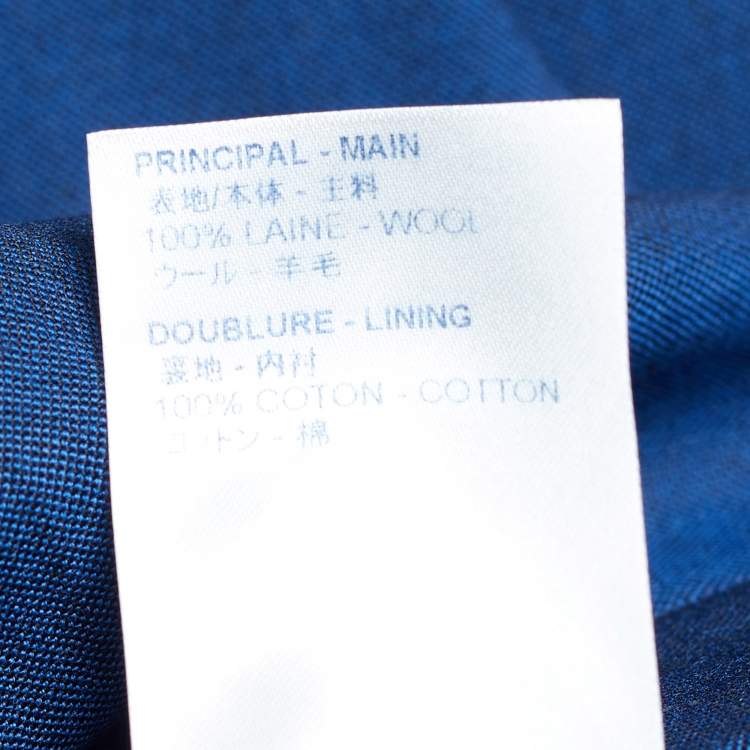 PRINCIPAL - MAIN
表地/本体 - 主料
100% LAINE - WOOL
ウール - 羊毛
DOUBLURE - LINING
裏地 - 内衬
100% COTON - COTTON
コットン - 棉